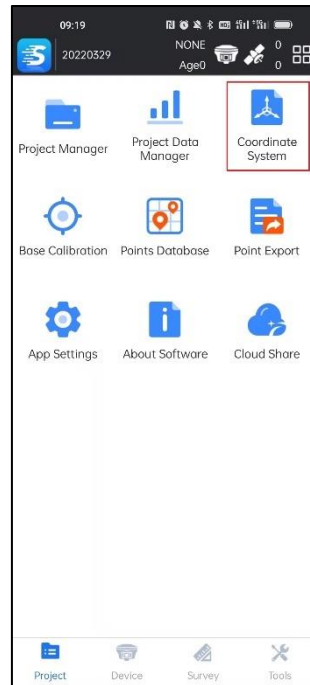 09:19
20222329
NONE
Age0
0
0
Project Manager
Project Data
Manager
Coordinate
System
Base Calibration
Points Database
Point Export
App Settings
About Software
Cloud Share
Project
Device
Survey
Tools